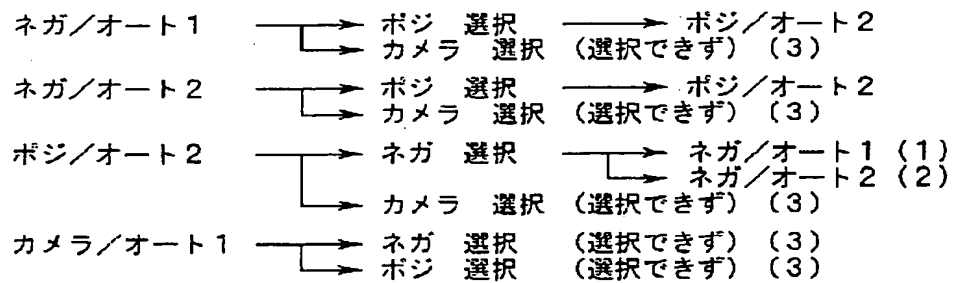 ネガ／オート１　ポジ　選択　ポジ／オート２
カメラ　選択　（選択できず）（３）
ネガ／オート２　ポジ　選択　ポジ／オート２
カメラ　選択　（選択できず）（３）
ポジ／オート２　ネガ　選択　ネガ／オート１（１）
ネガ／オート２（２）
カメラ　選択　（選択できず）（３）
カメラ／オート１　ネガ　選択　（選択できず）（３）
ポジ　選択　（選択できず）（３）